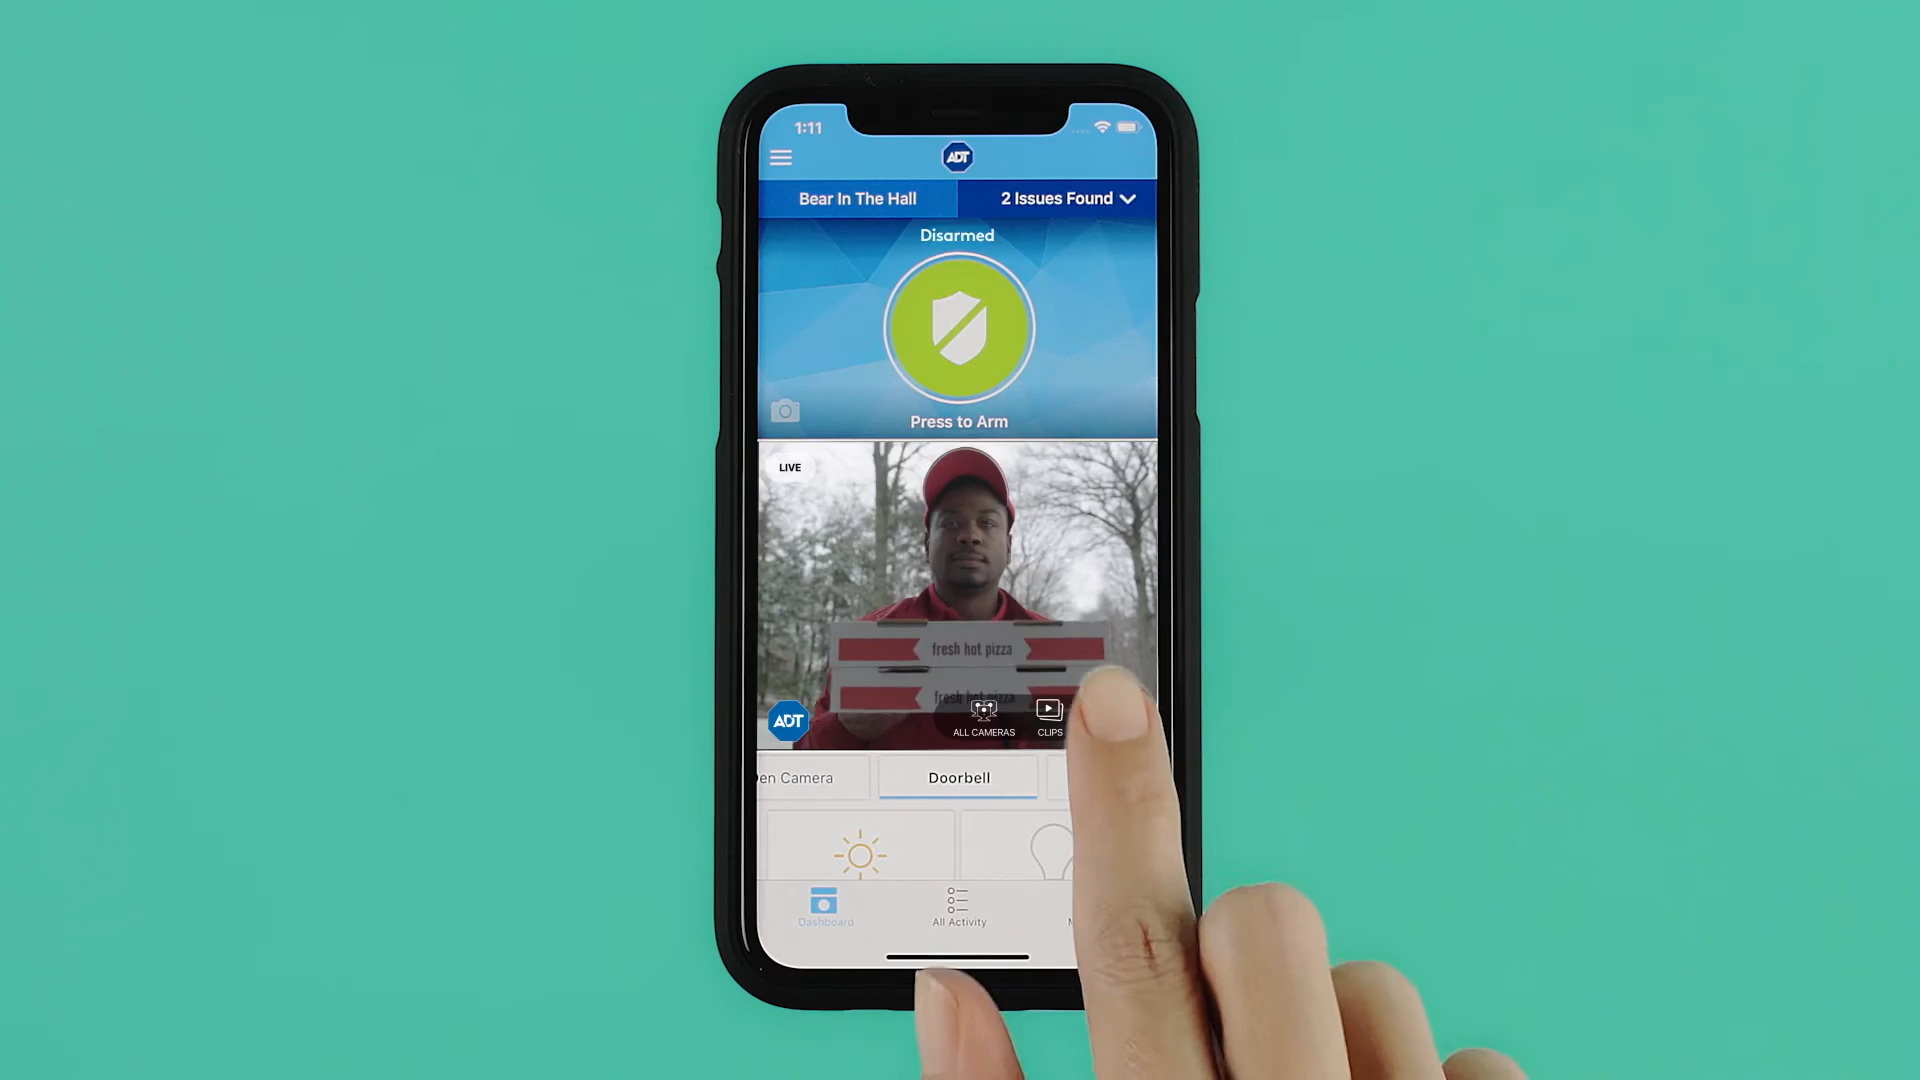 1:11
ADT
Bear In The Hall
2 Issues Found
Disarmed
Press to Arm
LIVE
fresh hot pizza
fresh hot pizza
ADT
ALL CAMERAS
CLIPS
en Camera
Doorbell
Dashboard
All Activity